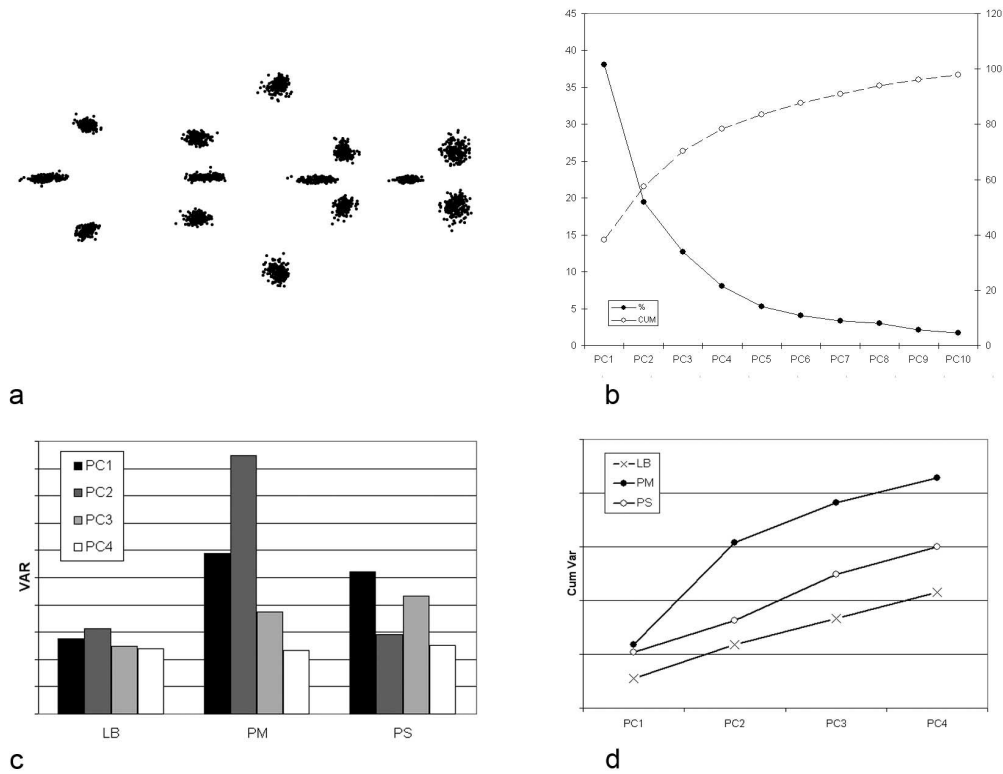 45
40
35
30
25
20
15
10
5
0
120
100
80
60
40
20
0
%
CUM
PC1 PC2 PC3 PC4 PC5 PC6 PC7 PC8 PC9 PC10
a
b
VAR
PC1
PC2
PC3
PC4
LB PM PS
c
Cum Var
LB
PM
PS
PC1 PC2 PC3 PC4
d